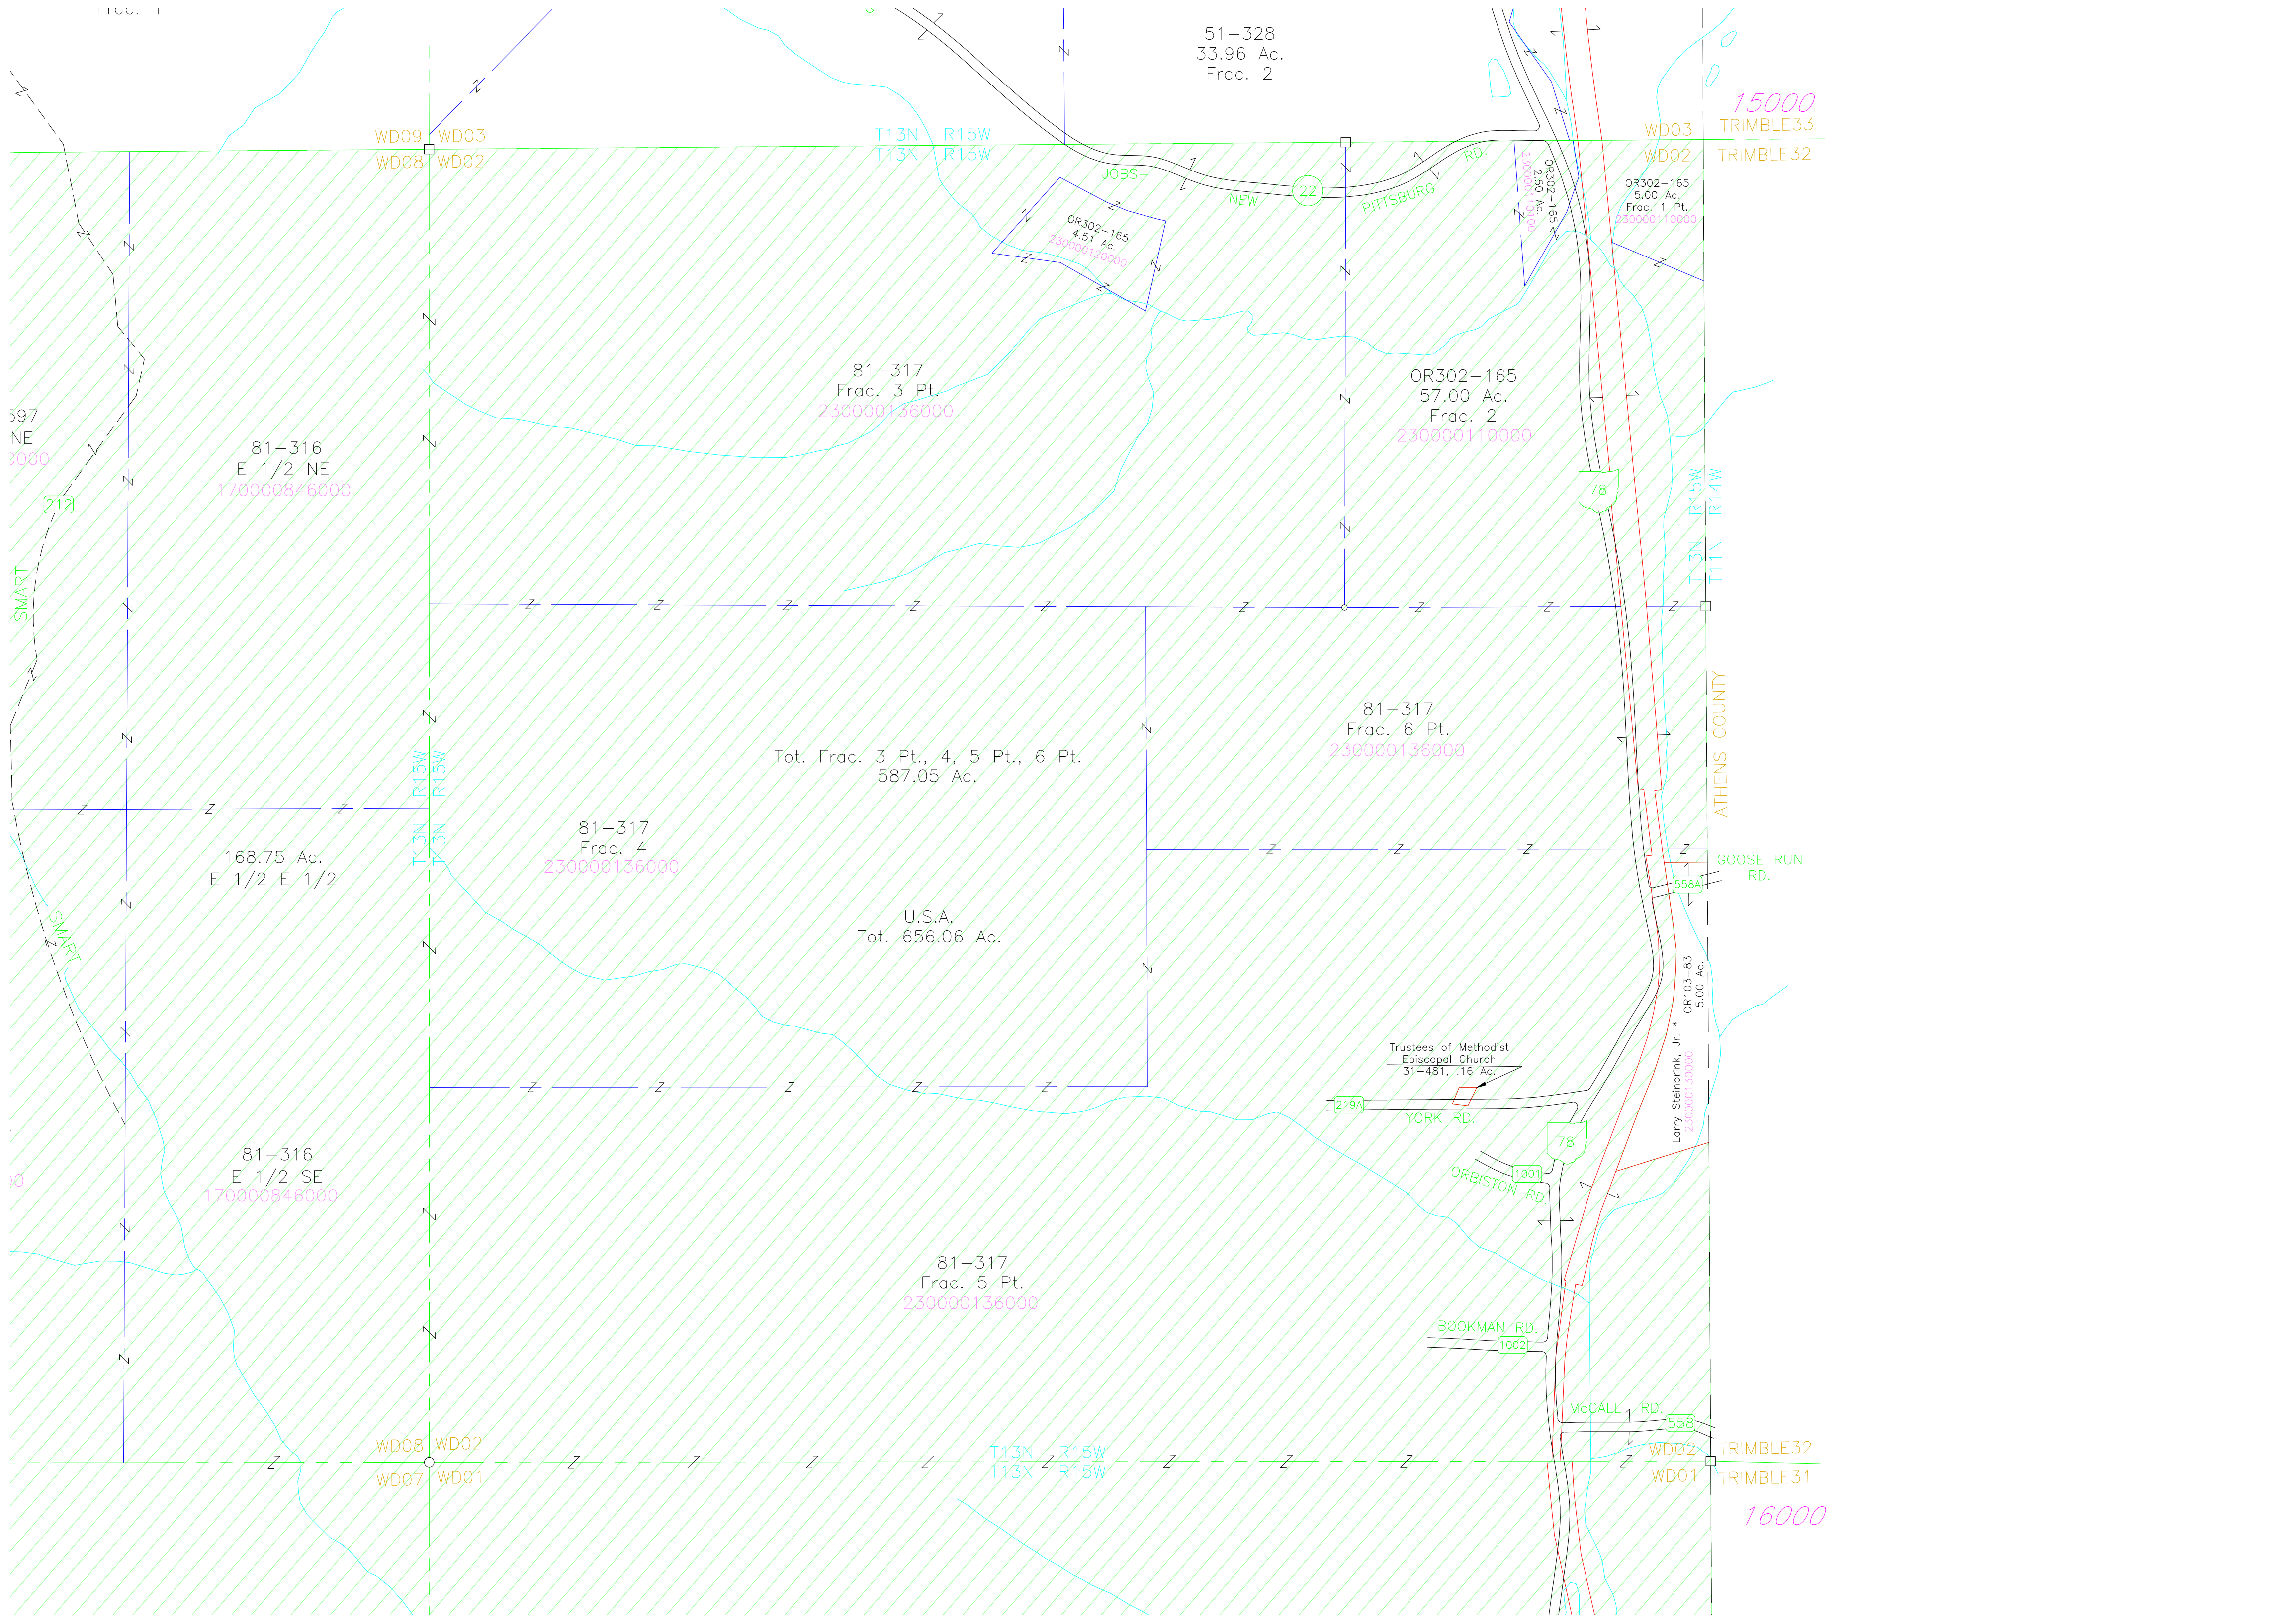 Frac. 1
51-328
33.96 Ac.
Frac. 2
15000
WD09 WD03
WD08 WD02
T13N R15W
T13N R15W
WD03 TRIMBLE33
WD02 TRIMBLE32
JOBS-
NEW
22
PITTSBURG
RD.
OR302-165
4.51 Ac.
230000120000
OR302-165
2.50 Ac.
230000110100
OR302-165
5.00 Ac.
Frac. 1 Pt.
230000110000
81-317
Frac. 3 Pt.
230000136000
OR302-165
57.00 Ac.
Frac. 2
230000110000
597
NE
0000
81-316
E 1/2 NE
170000846000
212
SMART
78
T13N R15W
T11N R14W
81-317
Frac. 6 Pt.
230000136000
ATHENS COUNTY
Tot. Frac. 3 Pt., 4, 5 Pt., 6 Pt.
587.05 Ac.
T13N R15W
T13N R15W
81-317
Frac. 4
230000136000
168.75 Ac.
E 1/2 E 1/2
GOOSE RUN
RD.
558A
SMART
U.S.A.
Tot. 656.06 Ac.
Larry Steinbrink, Jr. * OR103-83
5.00 Ac.
230000130000
Trustees of Methodist
Episcopal Church
31-481, .16 Ac.
219A
YORK RD.
78
1001
ORBISTON RD.
81-316
E 1/2 SE
170000846000
81-317
Frac. 5 Pt.
230000136000
BOOKMAN RD.
1002
McCALL RD.
558
WD08 WD02
WD07 WD01
T13N R15W
T13N R15W
WD02 TRIMBLE32
WD01 TRIMBLE31
16000